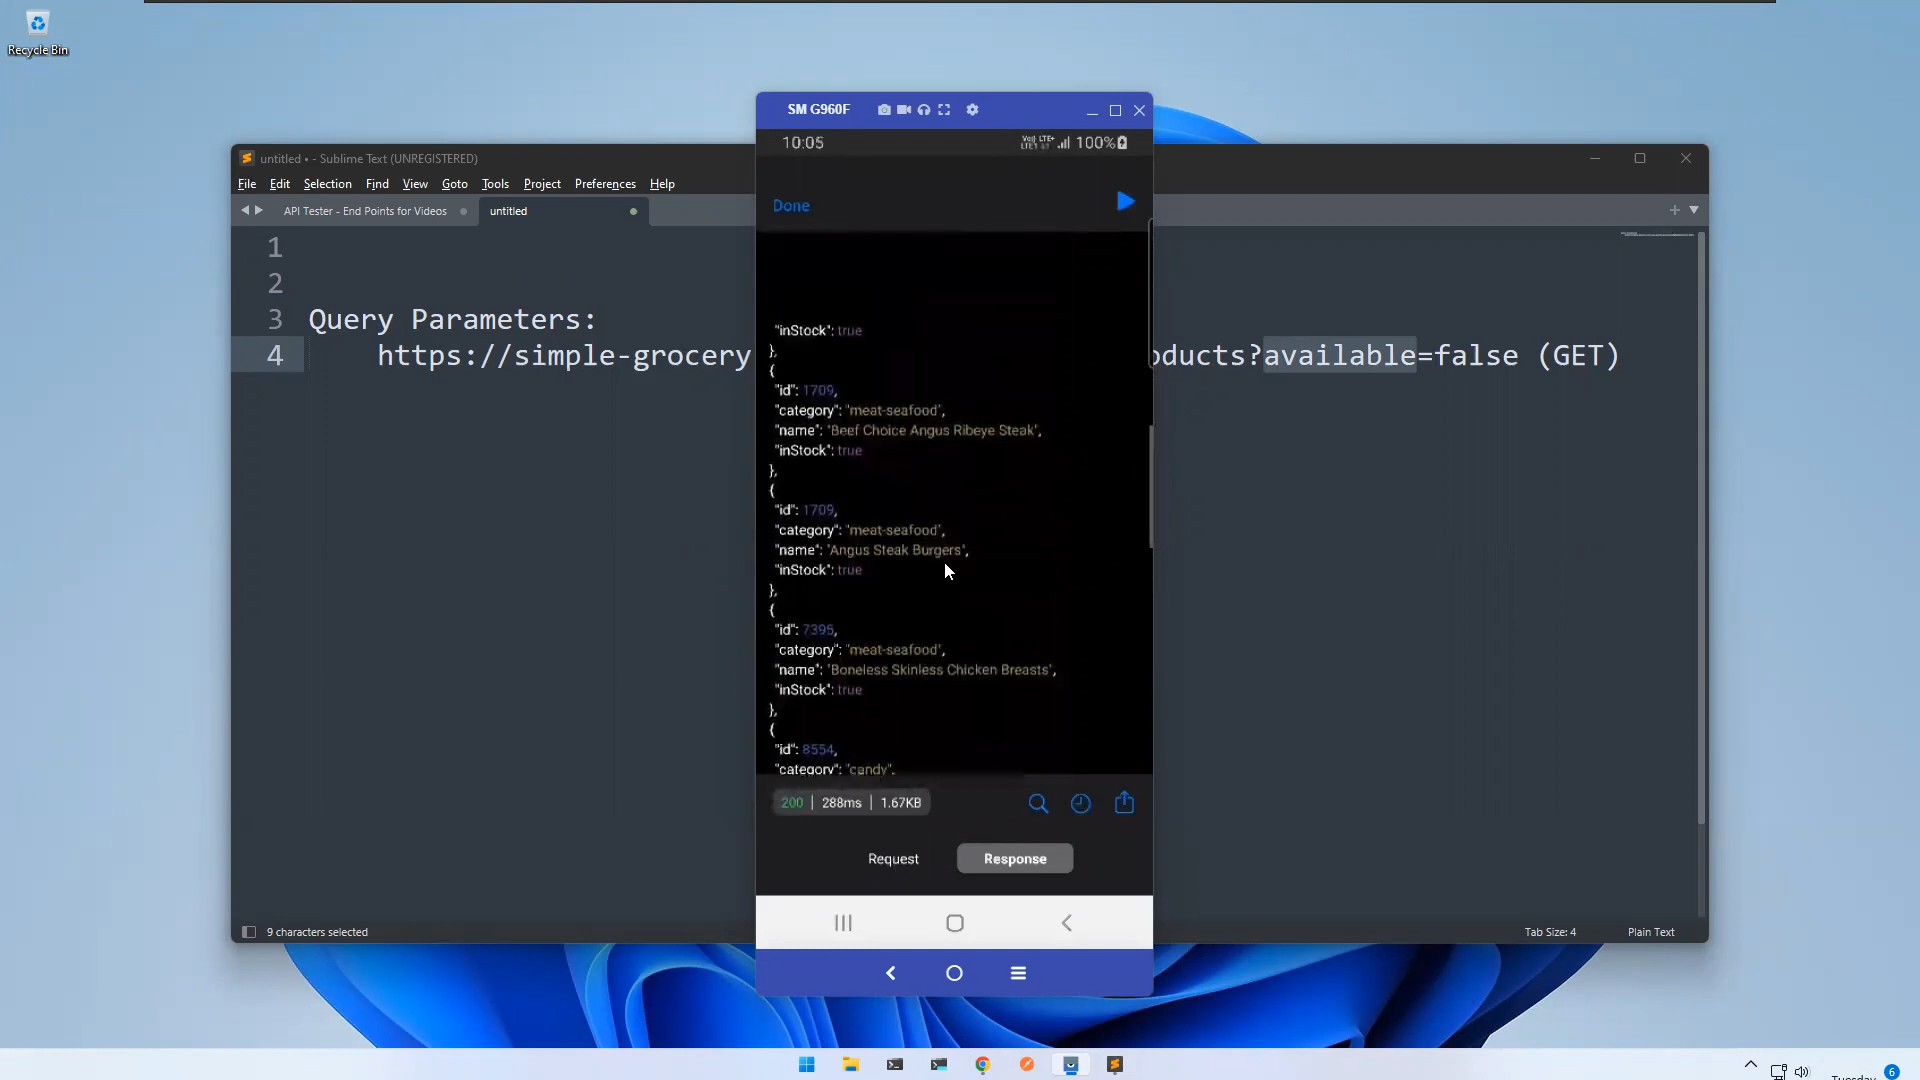 Recycle Bin
SM G960F
10:05
100%
untitled • - Sublime Text (UNREGISTERED)
File Edit Selection Find View Goto Tools Project Preferences Help
Done
API Tester - End Points for Videos
untitled
1
2
3 Query Parameters:
4 https://simple-grocery
oducts?available=false (GET)
"inStock": true
},
{
"id": 1709,
"category": "meat-seafood",
"name": "Beef Choice Angus Ribeye Steak",
"inStock": true
},
{
"id": 1709,
"category": "meat-seafood",
"name": "Angus Steak Burgers",
"inStock": true
},
{
"id": 7395,
"category": "meat-seafood",
"name": "Boneless Skinless Chicken Breasts",
"inStock": true
},
{
"id": 8554,
"category": "candy",
200 | 288ms | 1.67KB
Request
Response
9 characters selected
Tab Size: 4
Plain Text
Tuesday
6